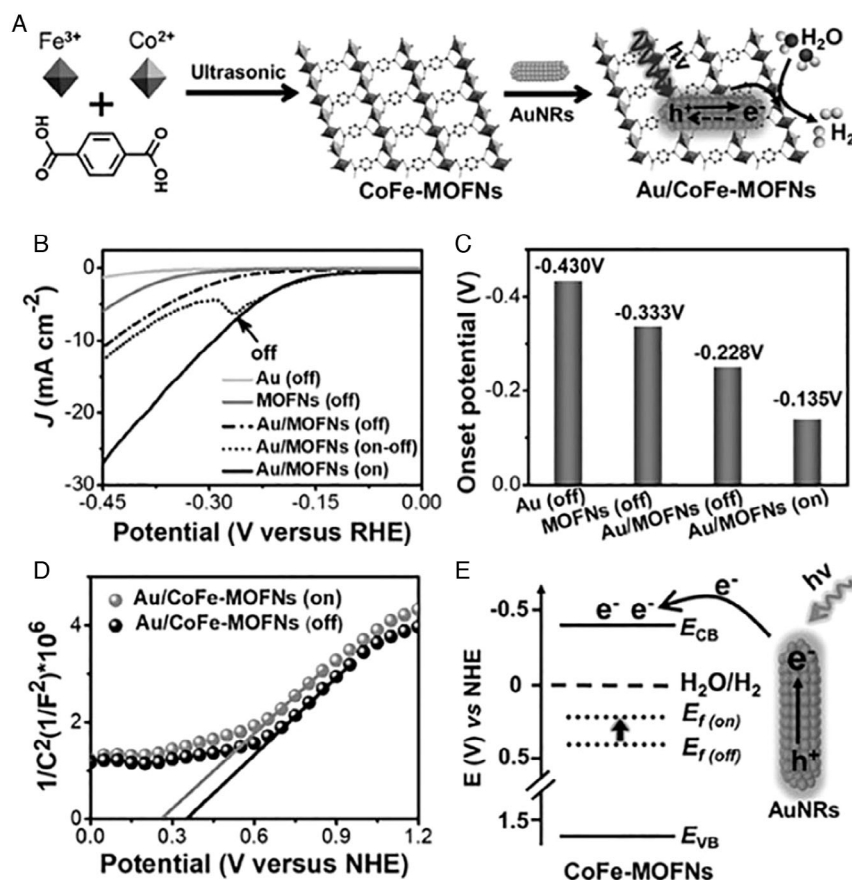 A
Fe3+ Co2+
Ultrasonic
AuNRs
hν
H2O
h+ e-
H2
OH
O
O
HO
CoFe-MOFNs
Au/CoFe-MOFNs
B
J (mA cm-2)
0
-10
-20
-30
off
Au (off)
MOFNs (off)
Au/MOFNs (off)
Au/MOFNs (on-off)
Au/MOFNs (on)
-0.45 -0.30 -0.15 0.00
Potential (V versus RHE)
C
Onset potential (V)
-0.4
-0.2
0.0
-0.430V
-0.333V
-0.228V
-0.135V
Au (off)
MOFNs (off)
Au/MOFNs (off)
Au/MOFNs (on)
D
1/C2(1/F2)*10^6
4
2
0
Au/CoFe-MOFNs (on)
Au/CoFe-MOFNs (off)
0.0 0.3 0.6 0.9 1.2
Potential (V versus NHE)
E
E (V) vs NHE
-0.5
0
0.5
1.5
e- e-
e-
hν
ECB
H2O/H2
Ef (on)
Ef (off)
EVB
e-
h+
AuNRs
CoFe-MOFNs